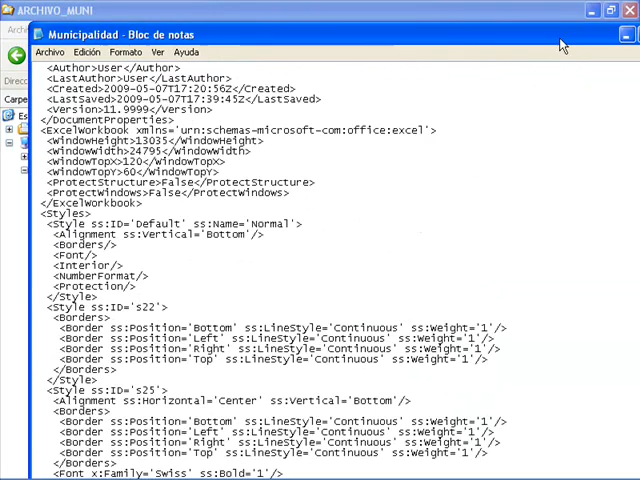 ARCHIVO_MUNI
Archi
Municipalidad - Bloc de notas
Archivo Edición Formato Ver Ayuda
Direcc
Carpe
Es
<Author>User</Author>
<LastAuthor>User</LastAuthor>
<Created>2009-05-07T17:20:56Z</Created>
<LastSaved>2009-05-07T17:39:45Z</LastSaved>
<Version>11.9999</Version>
</DocumentProperties>
<ExcelWorkbook xmlns='urn:schemas-microsoft-com:office:excel'>
<WindowHeight>13035</WindowHeight>
<WindowWidth>24795</WindowWidth>
<WindowTopX>120</WindowTopX>
<WindowTopY>60</WindowTopY>
<ProtectStructure>False</ProtectStructure>
<ProtectWindows>False</ProtectWindows>
</ExcelWorkbook>
<Styles>
<Style ss:ID='Default' ss:Name='Normal'>
<Alignment ss:Vertical='Bottom'/>
<Borders/>
<Font/>
<Interior/>
<NumberFormat/>
<Protection/>
</Style>
<Style ss:ID='s22'>
<Borders>
<Border ss:Position='Bottom' ss:LineStyle='Continuous' ss:Weight='1'/>
<Border ss:Position='Left' ss:LineStyle='Continuous' ss:Weight='1'/>
<Border ss:Position='Right' ss:LineStyle='Continuous' ss:Weight='1'/>
<Border ss:Position='Top' ss:LineStyle='Continuous' ss:Weight='1'/>
</Borders>
</Style>
<Style ss:ID='s25'>
<Alignment ss:Horizontal='Center' ss:Vertical='Bottom'/>
<Borders>
<Border ss:Position='Bottom' ss:LineStyle='Continuous' ss:Weight='1'/>
<Border ss:Position='Left' ss:LineStyle='Continuous' ss:Weight='1'/>
<Border ss:Position='Right' ss:LineStyle='Continuous' ss:Weight='1'/>
<Border ss:Position='Top' ss:LineStyle='Continuous' ss:Weight='1'/>
</Borders>
<Font x:Family='Swiss' ss:Bold='1'/>